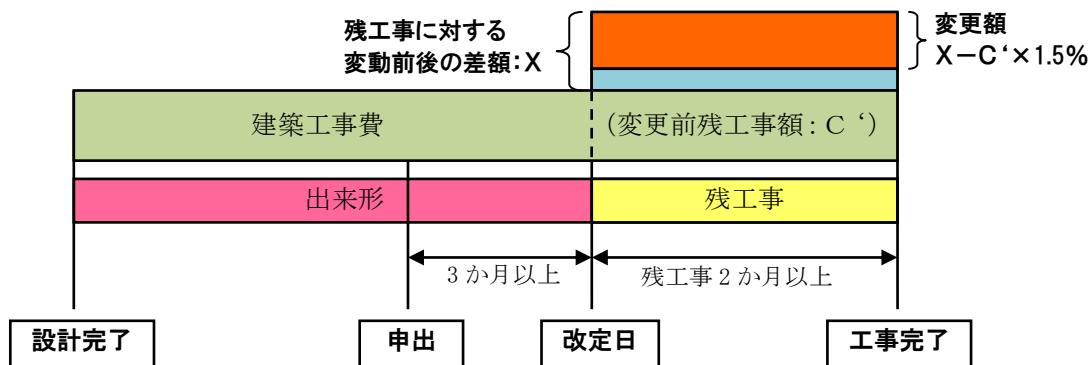 残工事に対する
変動前後の差額：X
変更額
X－C‘×1.5%
建築工事費
（変更前残工事額：C‘）
出来形
残工事
3か月以上
残工事2か月以上
設計完了
申出
改定日
工事完了